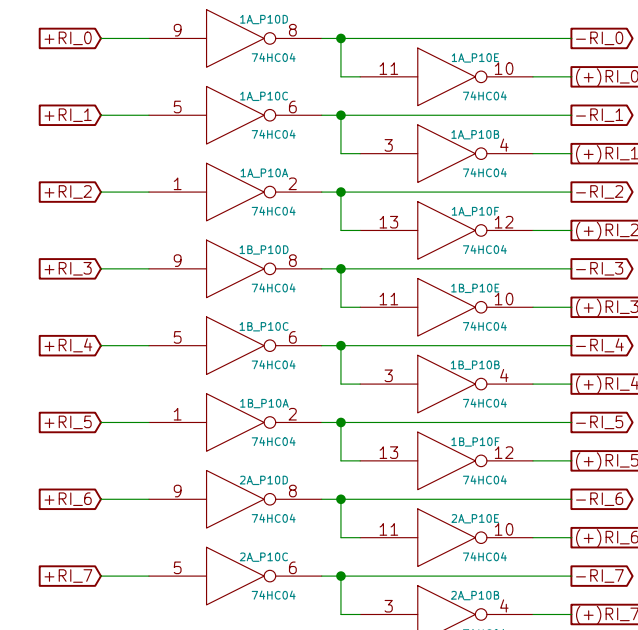 1A_P10D
+RI_0 9 8 -RI_0
74HC04 1A_P10E
11 10 (+)RI_0
1A_P10C 74HC04
+RI_1 5 6 -RI_1
74HC04 1A_P10B
3 4 (+)RI_1
1A_P10A 74HC04
+RI_2 1 2 -RI_2
74HC04 1A_P10F
13 12 (+)RI_2
1B_P10D 74HC04
+RI_3 9 8 -RI_3
74HC04 1B_P10E
11 10 (+)RI_3
1B_P10C 74HC04
+RI_4 5 6 -RI_4
74HC04 1B_P10B
3 4 (+)RI_4
1B_P10A 74HC04
+RI_5 1 2 -RI_5
74HC04 1B_P10F
13 12 (+)RI_5
2A_P10D 74HC04
+RI_6 9 8 -RI_6
74HC04 2A_P10E
11 10 (+)RI_6
2A_P10C 74HC04
+RI_7 5 6 -RI_7
74HC04 2A_P10B
3 4 (+)RI_7